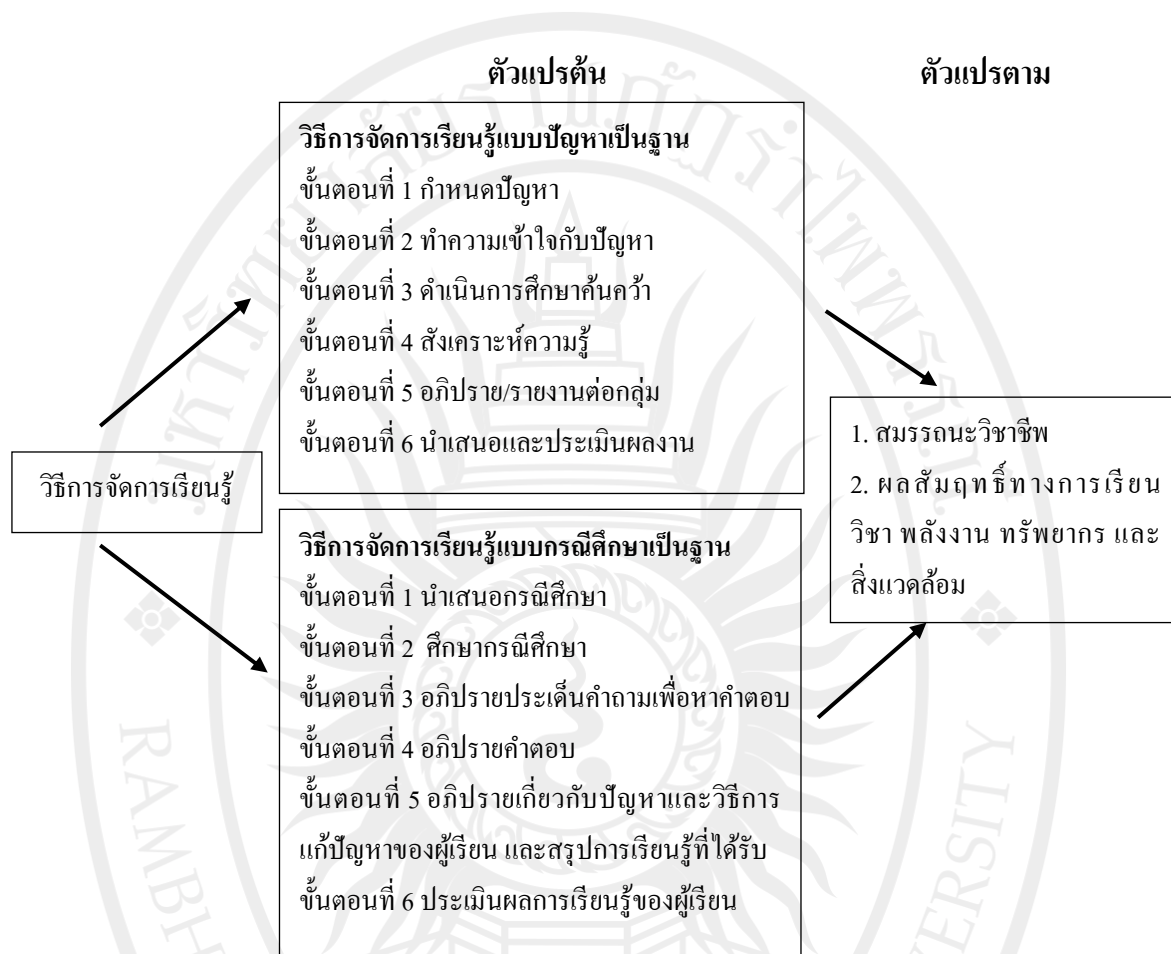 ตัวแปรต้น
ตัวแปรตาม
วิธีการจัดการเรียนรู้แบบปัญหาเป็นฐาน
ขั้นตอนที่ 1 กำหนดปัญหา
ขั้นตอนที่ 2 ทำความเข้าใจกับปัญหา
ขั้นตอนที่ 3 ดำเนินการศึกษาค้นคว้า
ขั้นตอนที่ 4 สังเคราะห์ความรู้
ขั้นตอนที่ 5 อภิปราย/รายงานต่อกลุ่ม
ขั้นตอนที่ 6 นำเสนอและประเมินผลงาน
วิธีการจัดการเรียนรู้
วิธีการจัดการเรียนรู้แบบกรณีศึกษาเป็นฐาน
ขั้นตอนที่ 1 นำเสนอกรณีศึกษา
ขั้นตอนที่ 2 ศึกษากรณีศึกษา
ขั้นตอนที่ 3 อภิปรายประเด็นคำถามเพื่อหาคำตอบ
ขั้นตอนที่ 4 อภิปรายคำตอบ
ขั้นตอนที่ 5 อภิปรายเกี่ยวกับปัญหาและวิธีการ
แก้ปัญหาของผู้เรียน และสรุปการเรียนรู้ที่ได้รับ
ขั้นตอนที่ 6 ประเมินผลการเรียนรู้ของผู้เรียน
1. สมรรถนะวิชาชีพ
2. ผลสัมฤทธิ์ทางการเรียน
วิชา พลังงาน ทรัพยากร และ
สิ่งแวดล้อม